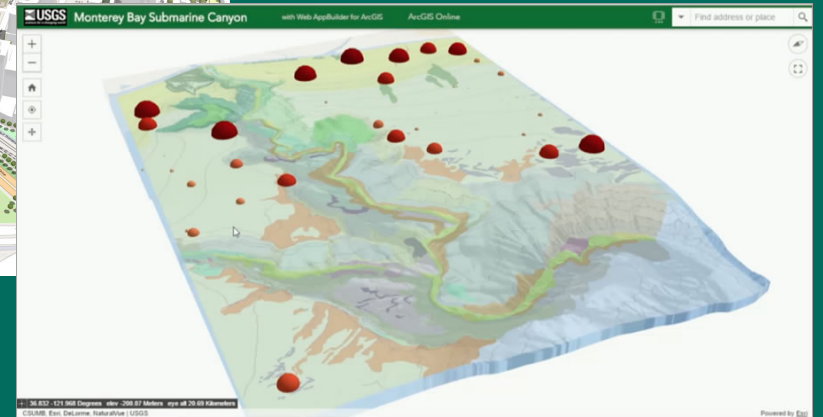 USGS Monterey Bay Submarine Canyon with Web AppBuilder for ArcGIS ArcGIS Online Find address or place
36.832 -121.968 Degrees elev -200.07 Meters eye alt 20.69 Kilometers
CSUMB, Esri, DeLorme, NaturalVue | USGS Powered by Esri